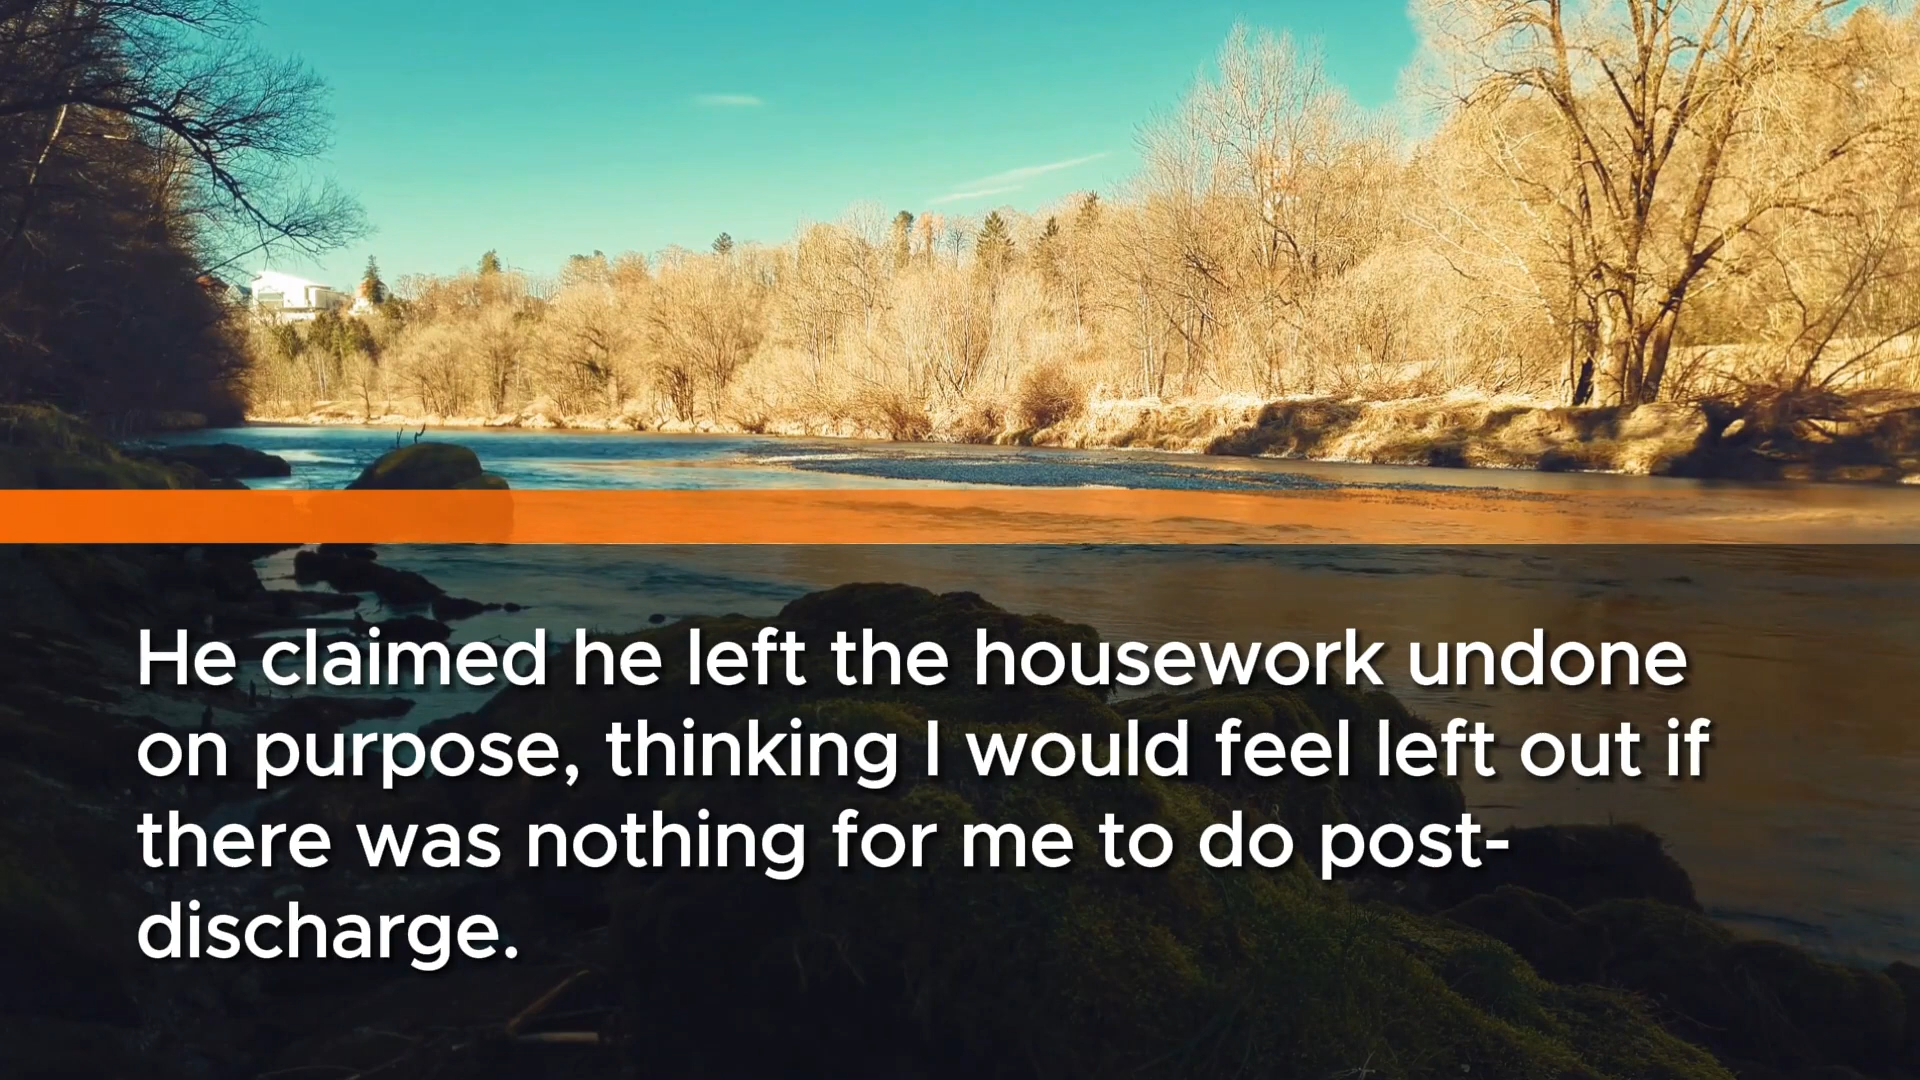 He claimed he left the housework undone
on purpose, thinking I would feel left out if
there was nothing for me to do post-
discharge.